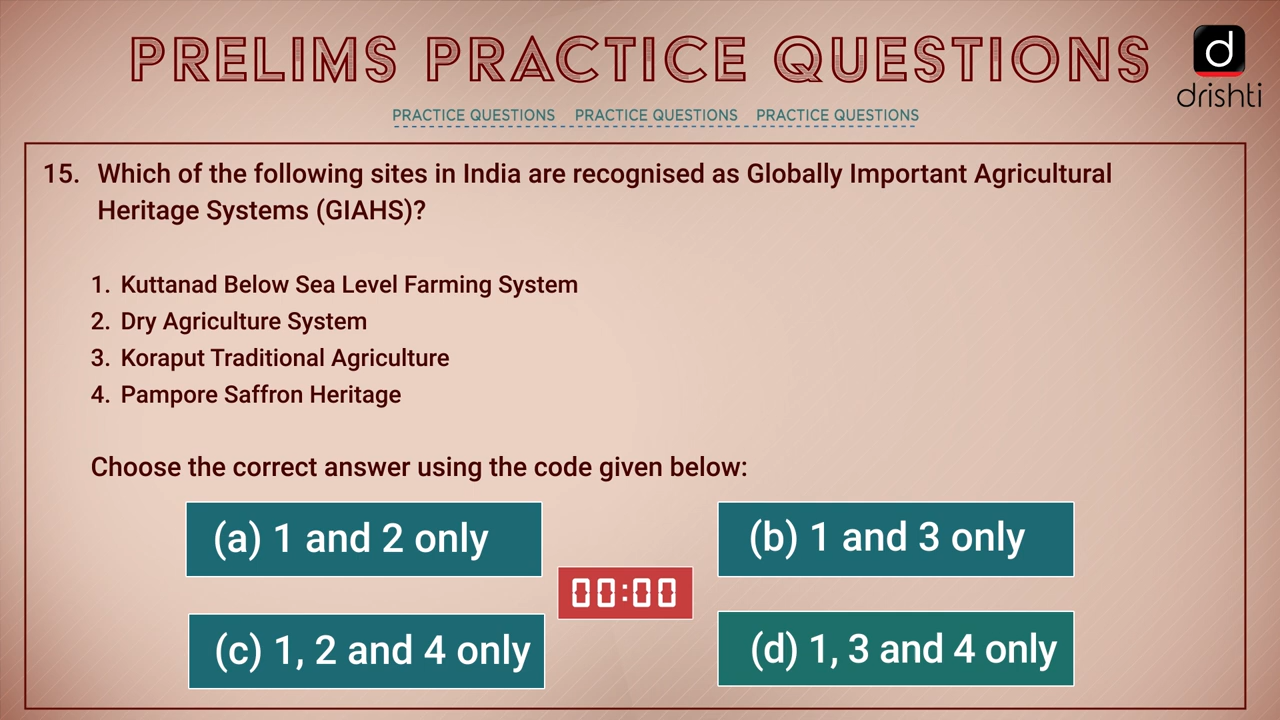 PRELIMS PRACTICE QUESTIONS
drishti
PRACTICE QUESTIONS PRACTICE QUESTIONS PRACTICE QUESTIONS
15. Which of the following sites in India are recognised as Globally Important Agricultural
Heritage Systems (GIAHS)?
1. Kuttanad Below Sea Level Farming System
2. Dry Agriculture System
3. Koraput Traditional Agriculture
4. Pampore Saffron Heritage
Choose the correct answer using the code given below:
(a) 1 and 2 only
(b) 1 and 3 only
00:00
(c) 1, 2 and 4 only
(d) 1, 3 and 4 only